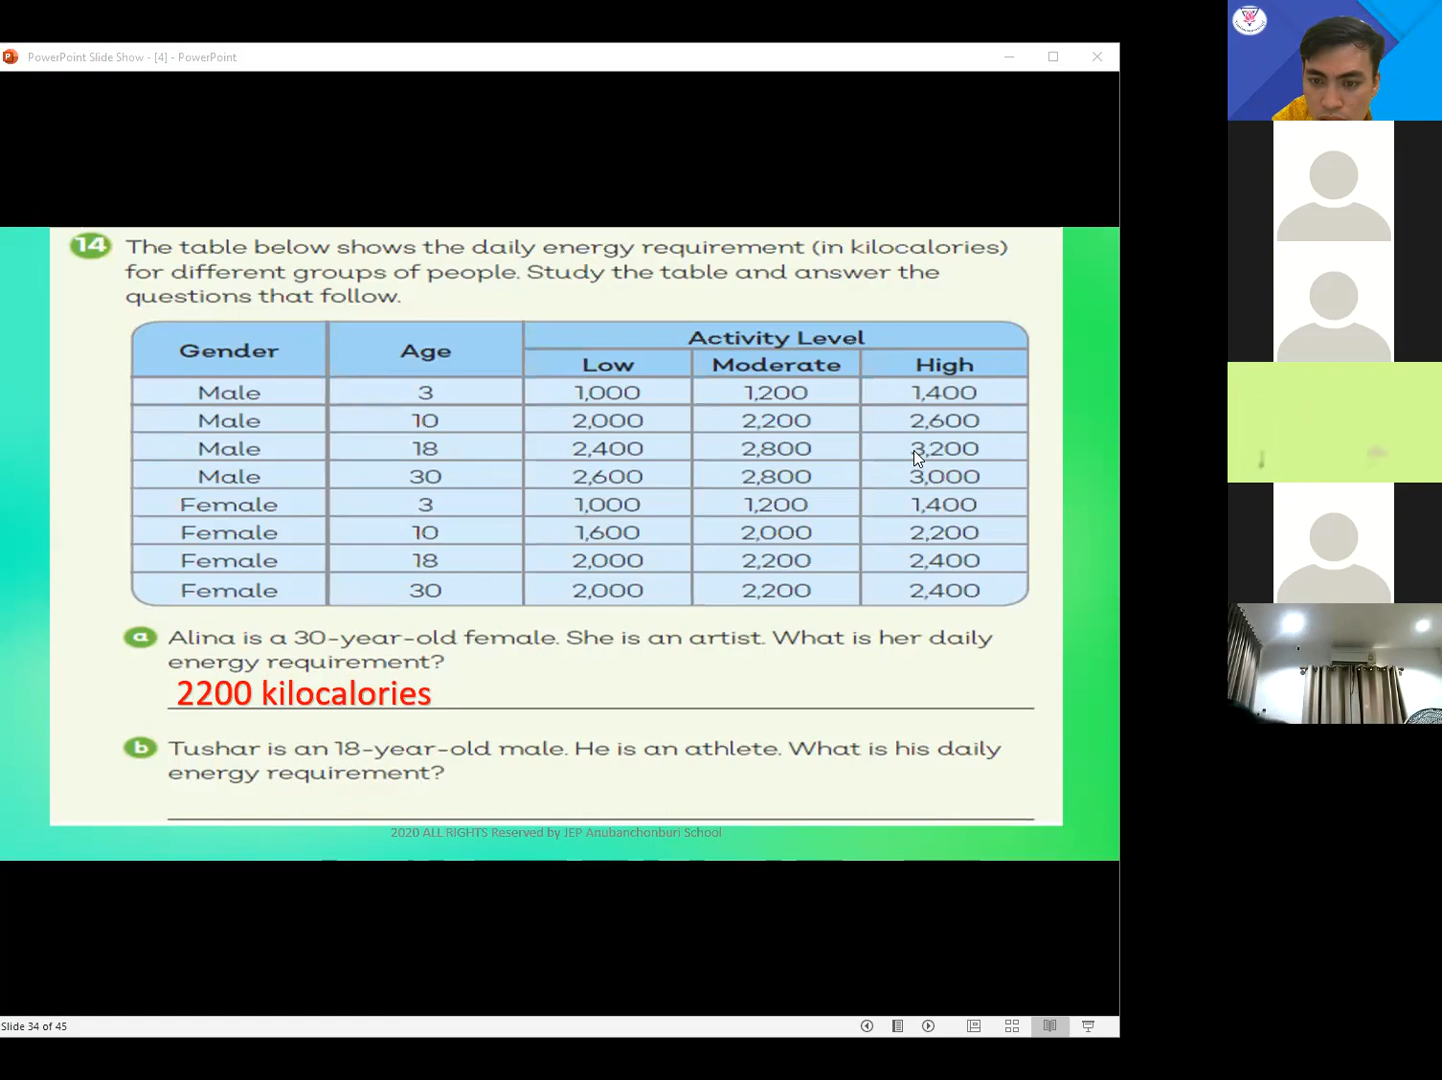 PowerPoint Slide Show - [4] - PowerPoint
14 The table below shows the daily energy requirement (in kilocalories)
for different groups of people. Study the table and answer the
questions that follow.
Gender Age Activity Level
Low Moderate High
Male 3 1,000 1,200 1,400
Male 10 2,000 2,200 2,600
Male 18 2,400 2,800 3,200
Male 30 2,600 2,800 3,000
Female 3 1,000 1,200 1,400
Female 10 1,600 2,000 2,200
Female 18 2,000 2,200 2,400
Female 30 2,000 2,200 2,400
a Alina is a 30-year-old female. She is an artist. What is her daily
energy requirement?
2200 kilocalories
b Tushar is an 18-year-old male. He is an athlete. What is his daily
energy requirement?
2020 ALL RIGHTS Reserved by JEP Anubanchonburi School
Slide 34 of 45